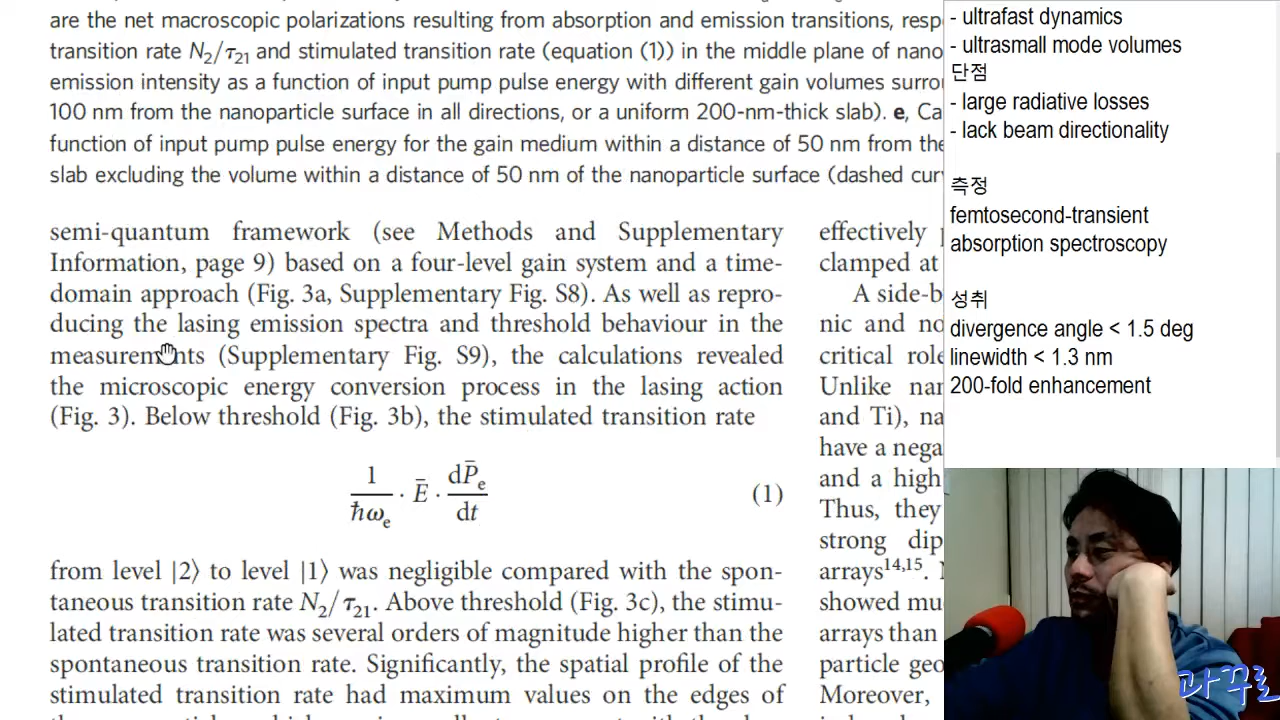 are the net macroscopic polarizations resulting from absorption and emission transitions, resp
transition rate N₂/τ₂₁ and stimulated transition rate (equation (1)) in the middle plane of nano
emission intensity as a function of input pump pulse energy with different gain volumes surro
100 nm from the nanoparticle surface in all directions, or a uniform 200-nm-thick slab). e, Ca
function of input pump pulse energy for the gain medium within a distance of 50 nm from the
slab excluding the volume within a distance of 50 nm of the nanoparticle surface (dashed cur
semi-quantum framework (see Methods and Supplementary
Information, page 9) based on a four-level gain system and a time-
domain approach (Fig. 3a, Supplementary Fig. S8). As well as repro-
ducing the lasing emission spectra and threshold behaviour in the
measurements (Supplementary Fig. S9), the calculations revealed
the microscopic energy conversion process in the lasing action
(Fig. 3). Below threshold (Fig. 3b), the stimulated transition rate
1/ħωₑ · Ē · dP̄ₑ/dt (1)
from level |2⟩ to level |1⟩ was negligible compared with the spon-
taneous transition rate N₂/τ₂₁. Above threshold (Fig. 3c), the stimu-
lated transition rate was several orders of magnitude higher than the
spontaneous transition rate. Significantly, the spatial profile of the
stimulated transition rate had maximum values on the edges of
effectively
clamped at
A side-b
nic and no
critical role
Unlike nan
and Ti), na
have a nega
and a high
Thus, they
strong dip
arrays14,15.
showed mu
arrays than
particle geo
Moreover,
- ultrafast dynamics
- ultrasmall mode volumes
단점
- large radiative losses
- lack beam directionality
측정
femtosecond-transient
absorption spectroscopy
성취
divergence angle < 1.5 deg
linewidth < 1.3 nm
200-fold enhancement
과꾸로